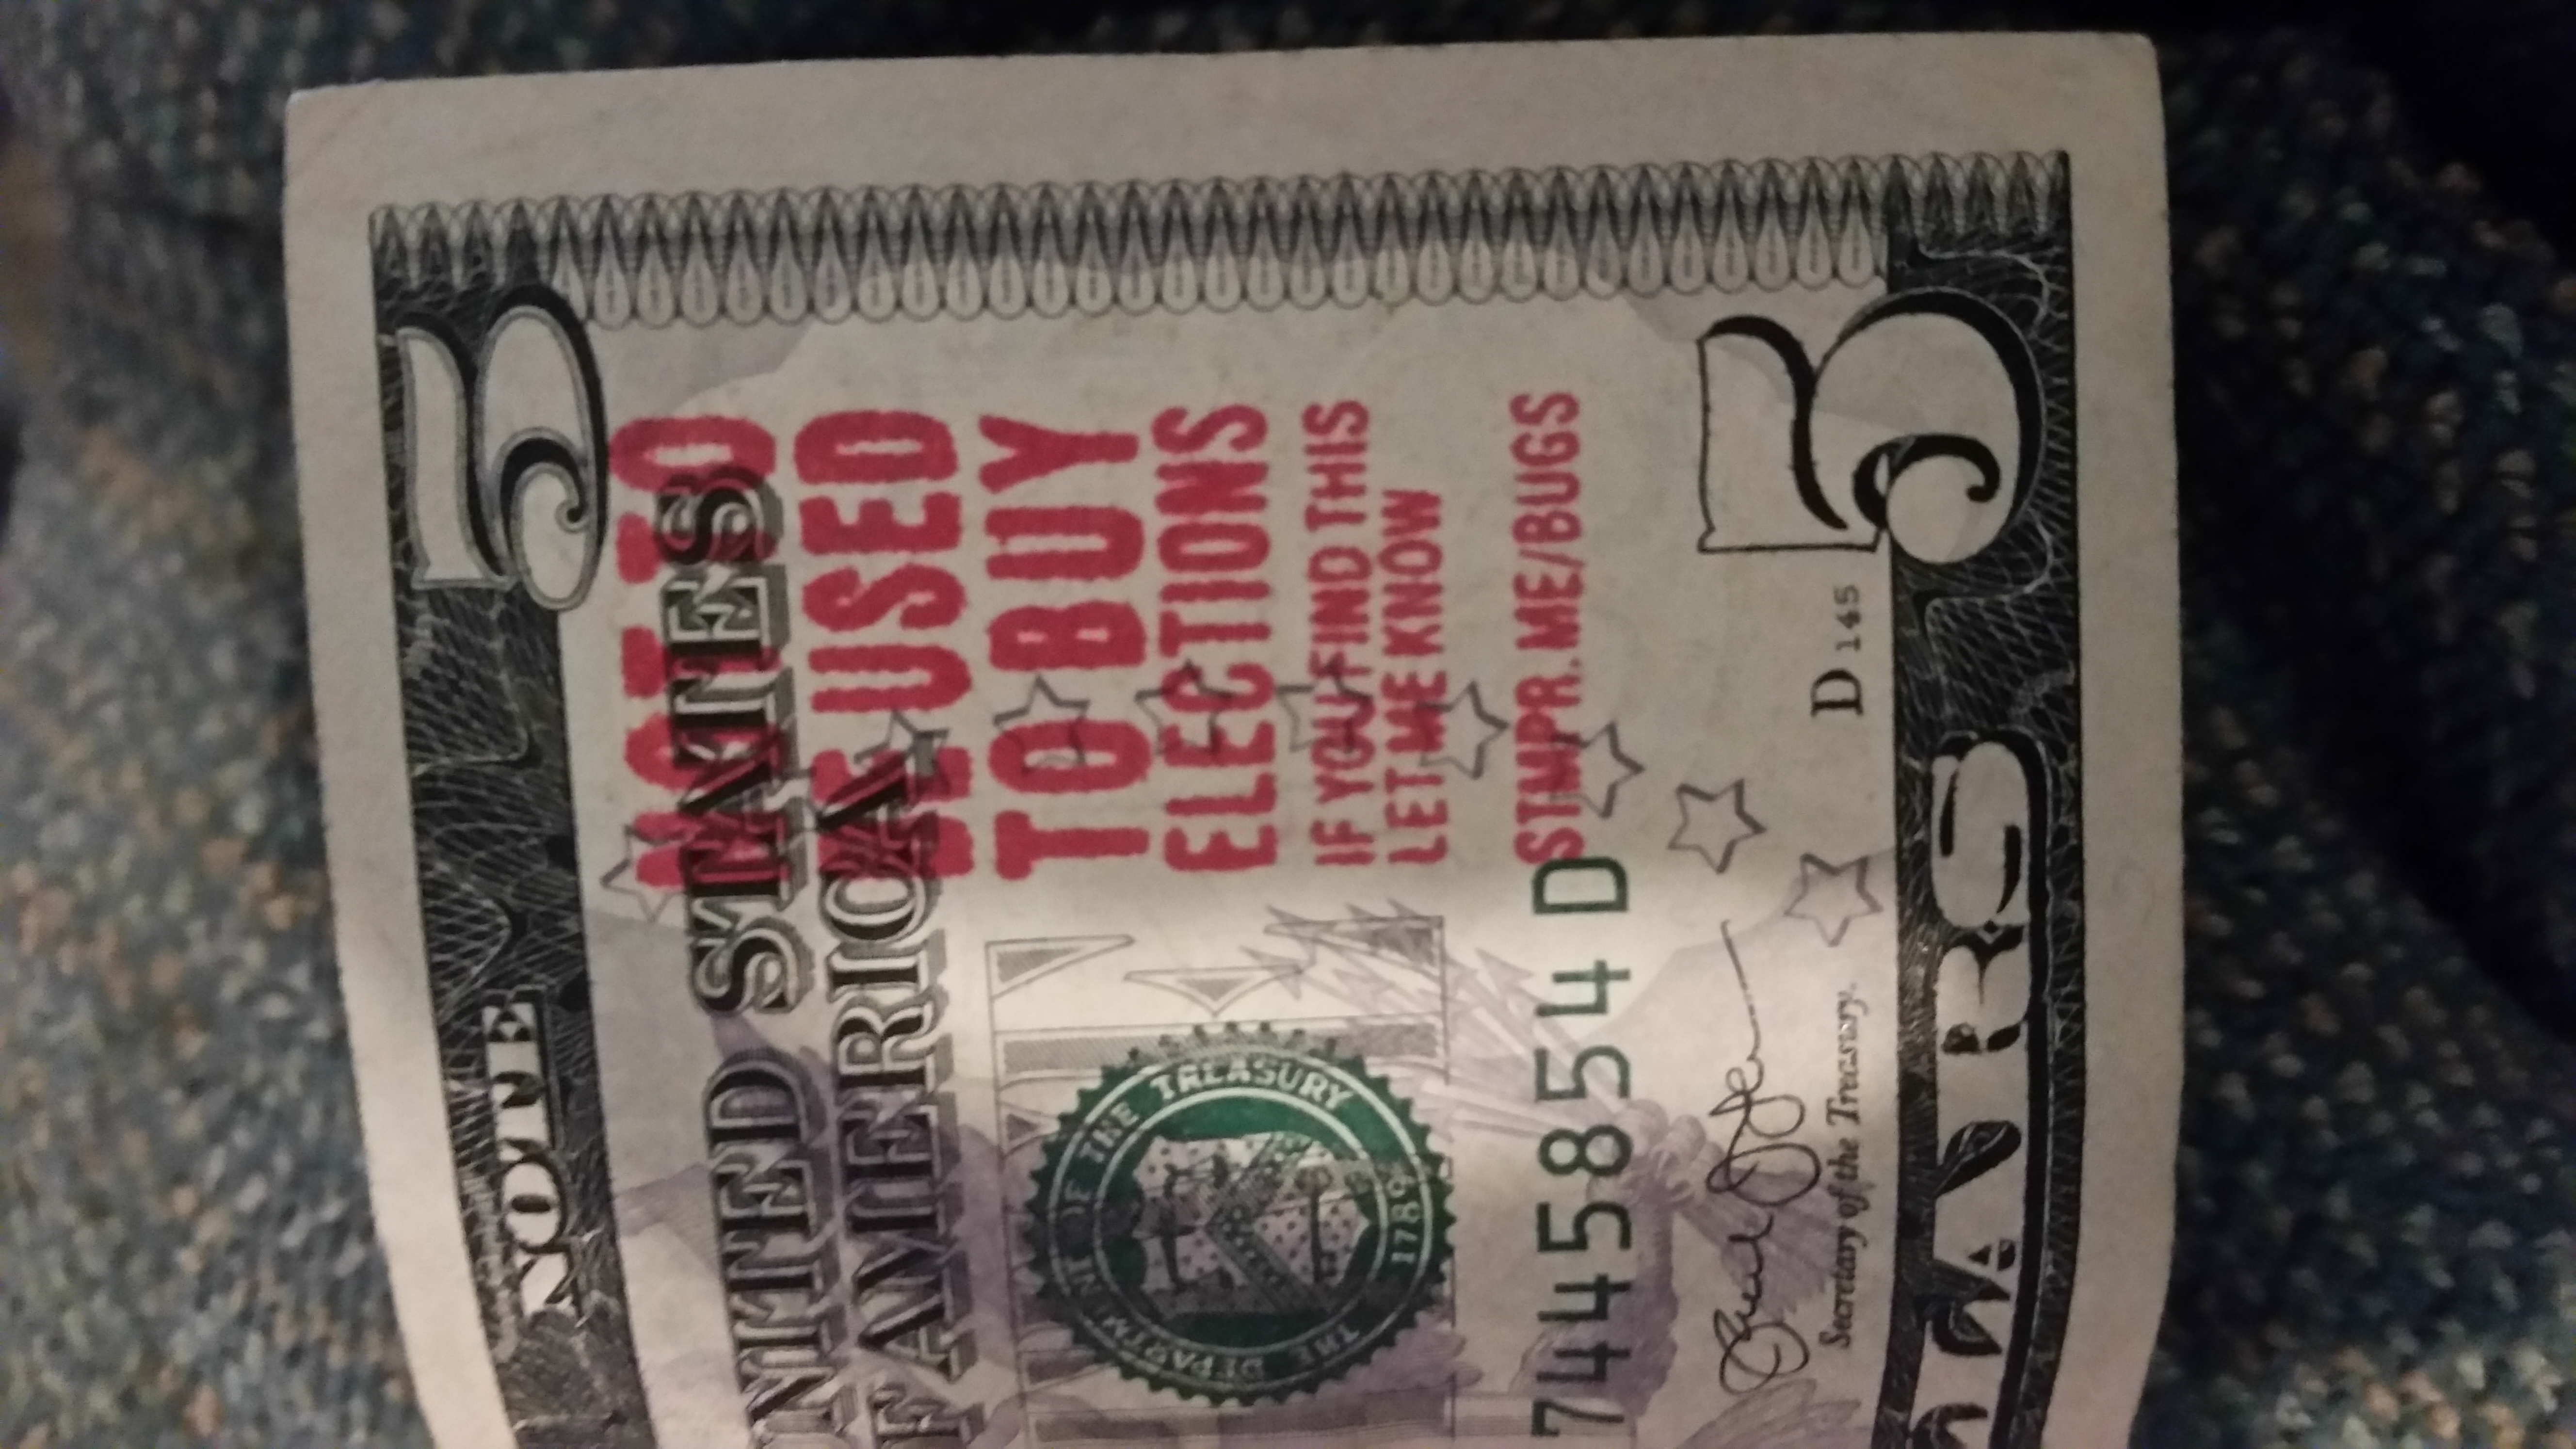 5
NOTE
NOT TO
UNITED STATES
BE USED
OF AMERICA
TO BUY
ELECTIONS
IF YOU FIND THIS
LET ME KNOW
STMPR.ME/BUGS
THE DEPARTMENT OF THE TREASURY
1789
7445854 D
D 145
Secretary of the Treasury.
5